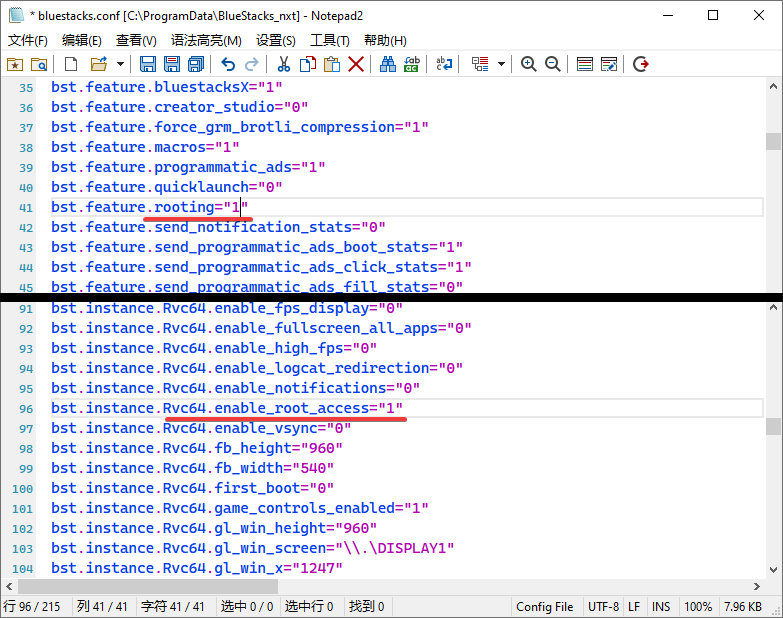 * bluestacks.conf [C:\ProgramData\BlueStacks_nxt] - Notepad2
文件(F) 编辑(E) 查看(V) 语法高亮(M) 设置(S) 工具(T) 帮助(H)
35 bst.feature.bluestacksX="1"
36 bst.feature.creator_studio="0"
37 bst.feature.force_grm_brotli_compression="1"
38 bst.feature.macros="1"
39 bst.feature.programmatic_ads="1"
40 bst.feature.quicklaunch="0"
41 bst.feature.rooting="1"
42 bst.feature.send_notification_stats="0"
43 bst.feature.send_programmatic_ads_boot_stats="1"
44 bst.feature.send_programmatic_ads_click_stats="1"
45 bst.feature.send_programmatic_ads_fill_stats="0"
91 bst.instance.Rvc64.enable_fps_display="0"
92 bst.instance.Rvc64.enable_fullscreen_all_apps="0"
93 bst.instance.Rvc64.enable_high_fps="0"
94 bst.instance.Rvc64.enable_logcat_redirection="0"
95 bst.instance.Rvc64.enable_notifications="0"
96 bst.instance.Rvc64.enable_root_access="1"
97 bst.instance.Rvc64.enable_vsync="0"
98 bst.instance.Rvc64.fb_height="960"
99 bst.instance.Rvc64.fb_width="540"
100 bst.instance.Rvc64.first_boot="0"
101 bst.instance.Rvc64.game_controls_enabled="1"
102 bst.instance.Rvc64.gl_win_height="960"
103 bst.instance.Rvc64.gl_win_screen="\\.\DISPLAY1"
104 bst.instance.Rvc64.gl_win_x="1247"
行 96 / 215 列 41 / 41 字符 41 / 41 选中 0 / 0 选中行 0 找到 0 Config File UTF-8 LF INS 100% 7.96 KB